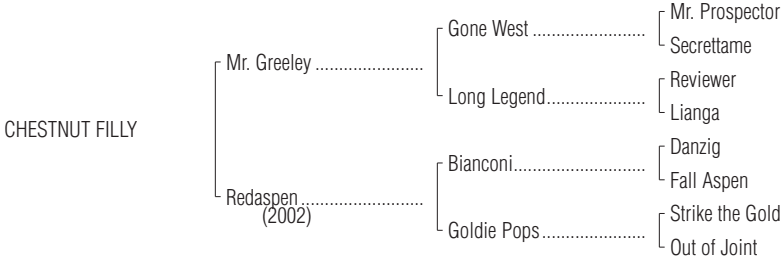 Mr. Prospector
Gone West .......................
Secrettame
Mr. Greeley ......................
Reviewer
Long Legend....................
Lianga
CHESTNUT FILLY
Danzig
Bianconi...........................
Fall Aspen
Redaspen .........................
(2002)
Strike the Gold
Goldie Pops .....................
Out of Joint